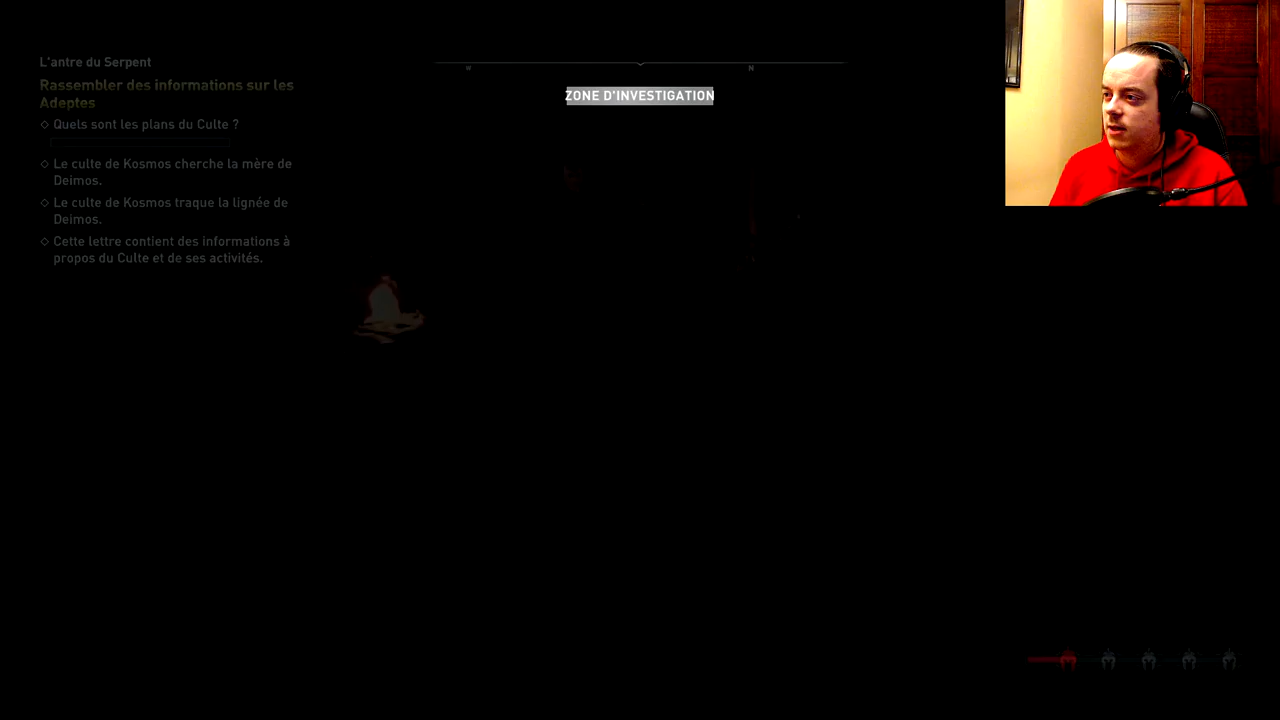 L'antre du Serpent
Rassembler des informations sur les
Adeptes
Quels sont les plans du Culte ?
Le culte de Kosmos cherche la mère de
Deimos.
Le culte de Kosmos traque la lignée de
Deimos.
Cette lettre contient des informations à
propos du Culte et de ses activités.
W
N
ZONE D'INVESTIGATION